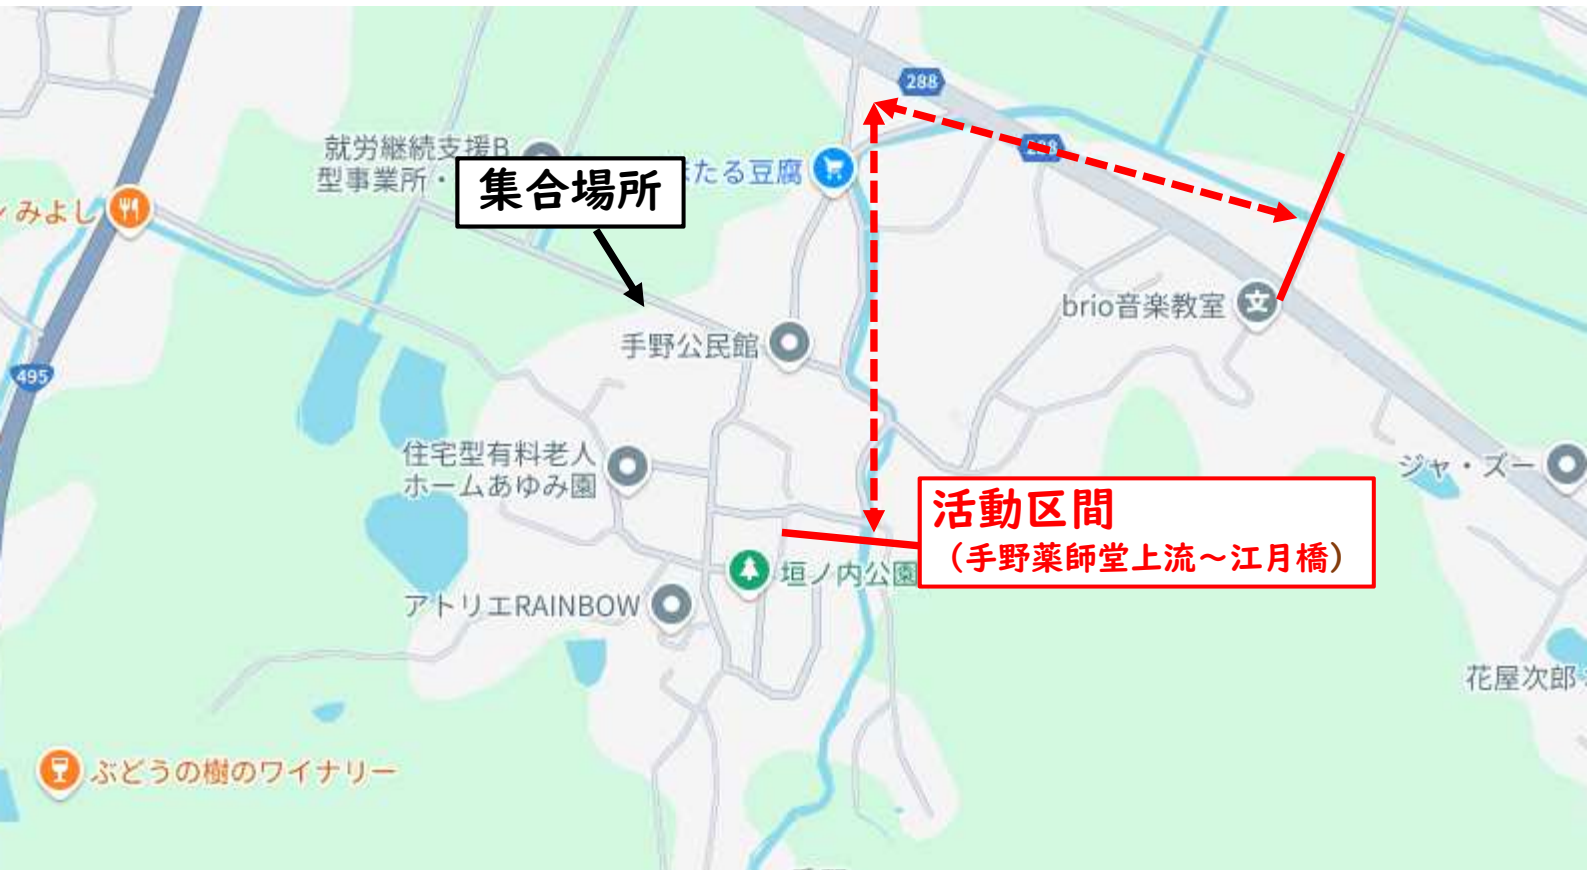 288
288
就労継続支援B
型事業所・
集合場所
たる豆腐
みよし
brio音楽教室
手野公民館
495
住宅型有料老人
ホームあゆみ園
ジャ・ズー
活動区間
（手野薬師堂上流～江月橋）
垣ノ内公園
アトリエRAINBOW
花屋次郎
ぶどうの樹のワイナリー